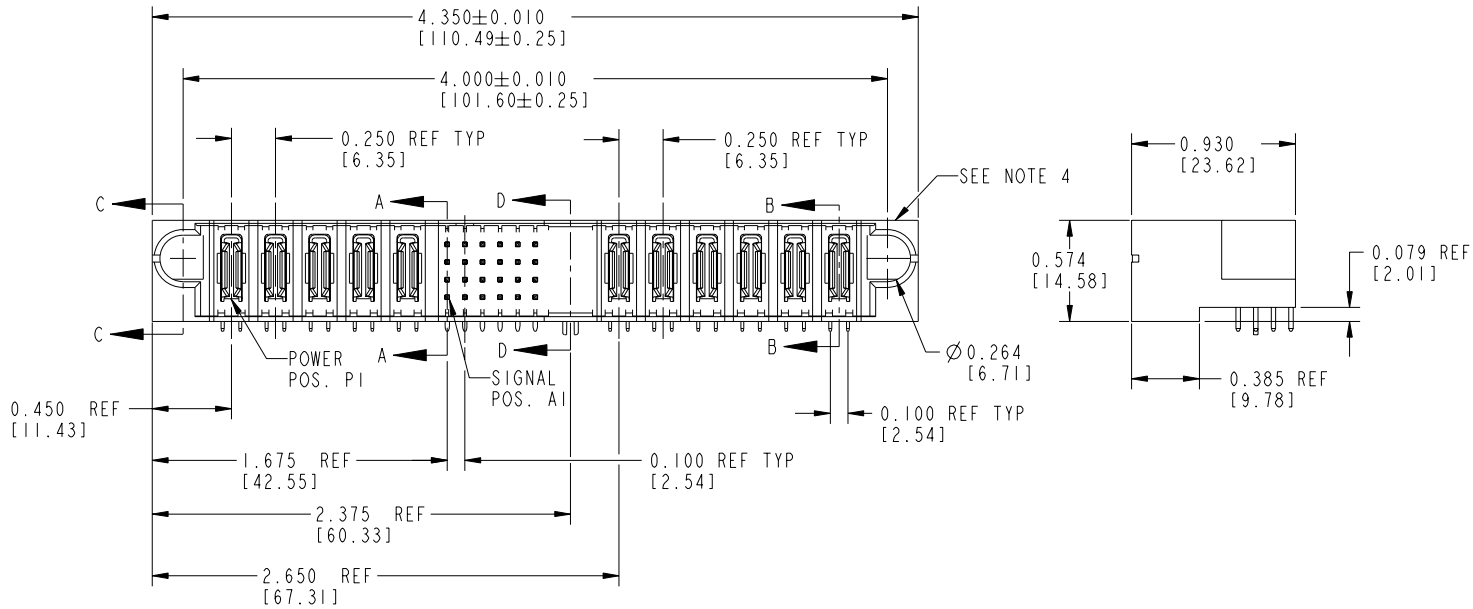 4.350±0.010
[110.49±0.25]
4.000±0.010
[101.60±0.25]
0.250 REF TYP
[6.35]
0.250 REF TYP
[6.35]
0.930
[23.62]
SEE NOTE 4
C
A
D
B
0.574
[14.58]
0.079 REF
[2.01]
C
A
D
B
POWER
POS. P1
SIGNAL
POS. A1
Ø0.264
[6.71]
0.385 REF
[9.78]
0.450 REF
[11.43]
0.100 REF TYP
[2.54]
1.675 REF
[42.55]
0.100 REF TYP
[2.54]
2.375 REF
[60.33]
2.650 REF
[67.31]